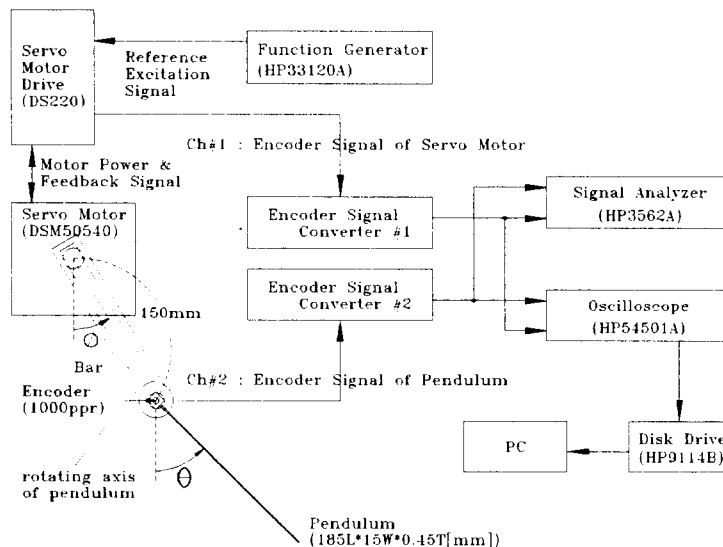 Servo
Motor
Drive
(DS220)
Reference
Excitation
Signal
Function Generator
(HP33120A)
Ch#1 : Encoder Signal of Servo Motor
Motor Power &
Feedback Signal
Servo Motor
(DSM50540)
Encoder Signal
Converter #1
Signal Analyzer
(HP3562A)
Encoder Signal
Converter #2
Oscilloscope
(HP54501A)
150mm
Θ
Bar
Ch#2 : Encoder Signal of Pendulum
Encoder
(1000ppr)
PC
Disk Drive
(HP9114B)
rotating axis
of pendulum
θ
Pendulum
(185L*15W*0.45T[mm])